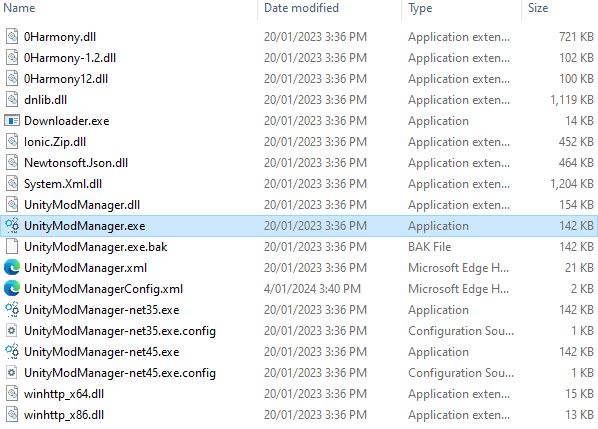 Name Date modified Type Size
0Harmony.dll 20/01/2023 3:36 PM Application exten... 721 KB
0Harmony-1.2.dll 20/01/2023 3:36 PM Application exten... 102 KB
0Harmony12.dll 20/01/2023 3:36 PM Application exten... 100 KB
dnlib.dll 20/01/2023 3:36 PM Application exten... 1,119 KB
Downloader.exe 20/01/2023 3:36 PM Application 14 KB
Ionic.Zip.dll 20/01/2023 3:36 PM Application exten... 452 KB
Newtonsoft.Json.dll 20/01/2023 3:36 PM Application exten... 464 KB
System.Xml.dll 20/01/2023 3:36 PM Application exten... 1,204 KB
UnityModManager.dll 20/01/2023 3:36 PM Application exten... 154 KB
UnityModManager.exe 20/01/2023 3:36 PM Application 142 KB
UnityModManager.exe.bak 20/01/2023 3:36 PM BAK File 142 KB
UnityModManager.xml 20/01/2023 3:36 PM Microsoft Edge H... 21 KB
UnityModManagerConfig.xml 4/01/2024 3:40 PM Microsoft Edge H... 2 KB
UnityModManager-net35.exe 20/01/2023 3:36 PM Application 142 KB
UnityModManager-net35.exe.config 20/01/2023 3:36 PM Configuration Sou... 1 KB
UnityModManager-net45.exe 20/01/2023 3:36 PM Application 142 KB
UnityModManager-net45.exe.config 20/01/2023 3:36 PM Configuration Sou... 1 KB
winhttp_x64.dll 20/01/2023 3:36 PM Application exten... 15 KB
winhttp_x86.dll 20/01/2023 3:36 PM Application exten... 13 KB